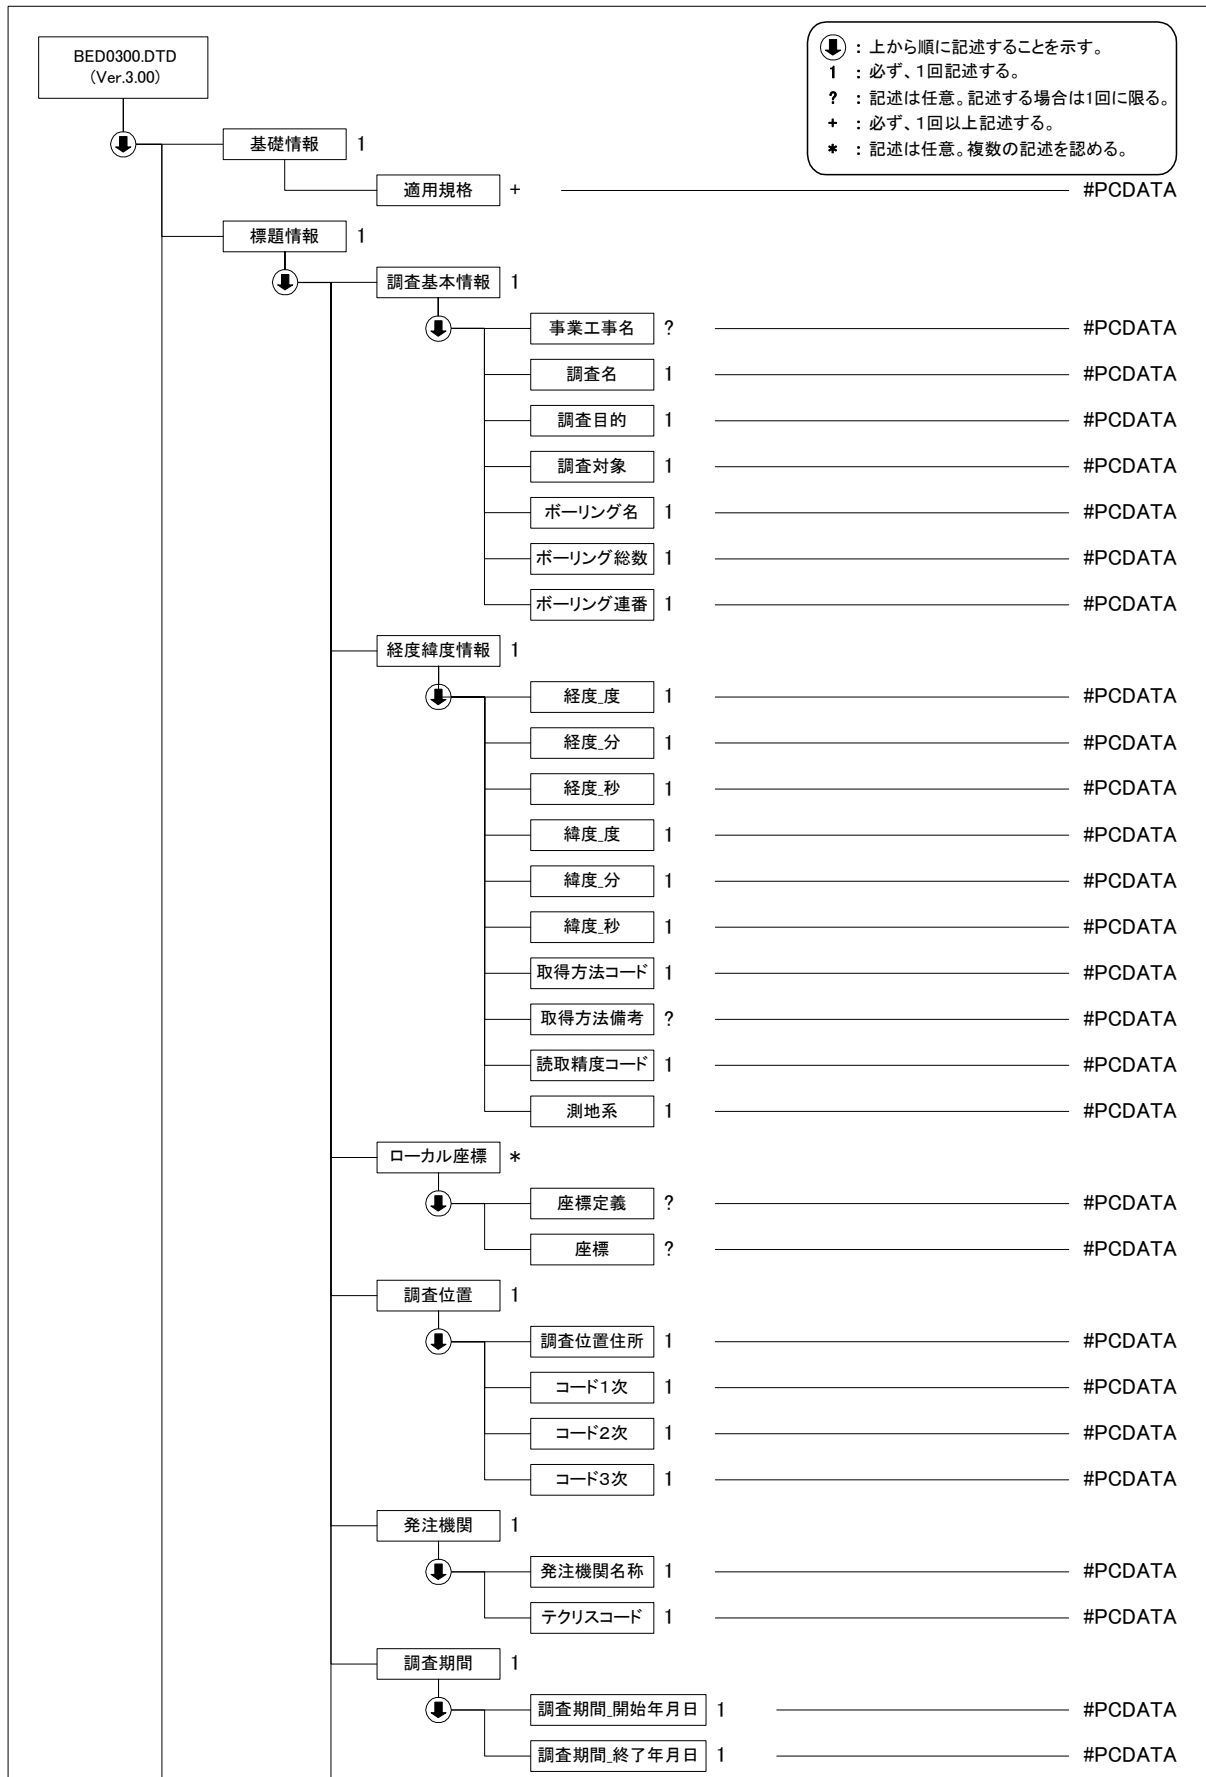 BED0300.DTD
(Ver.3.00)
：上から順に記述することを示す。
1 ：必ず、1回記述する。
? ：記述は任意。記述する場合は1回に限る。
+ ：必ず、1回以上記述する。
* ：記述は任意。複数の記述を認める。
基礎情報 1
適用規格 + #PCDATA
標題情報 1
調査基本情報 1
事業工事名 ? #PCDATA
調査名 1 #PCDATA
調査目的 1 #PCDATA
調査対象 1 #PCDATA
ボーリング名 1 #PCDATA
ボーリング総数 1 #PCDATA
ボーリング連番 1 #PCDATA
経度緯度情報 1
経度_度 1 #PCDATA
経度_分 1 #PCDATA
経度_秒 1 #PCDATA
緯度_度 1 #PCDATA
緯度_分 1 #PCDATA
緯度_秒 1 #PCDATA
取得方法コード 1 #PCDATA
取得方法備考 ? #PCDATA
読取精度コード 1 #PCDATA
測地系 1 #PCDATA
ローカル座標 *
座標定義 ? #PCDATA
座標 ? #PCDATA
調査位置 1
調査位置住所 1 #PCDATA
コード1次 1 #PCDATA
コード2次 1 #PCDATA
コード3次 1 #PCDATA
発注機関 1
発注機関名称 1 #PCDATA
テクリスコード 1 #PCDATA
調査期間 1
調査期間_開始年月日 1 #PCDATA
調査期間_終了年月日 1 #PCDATA